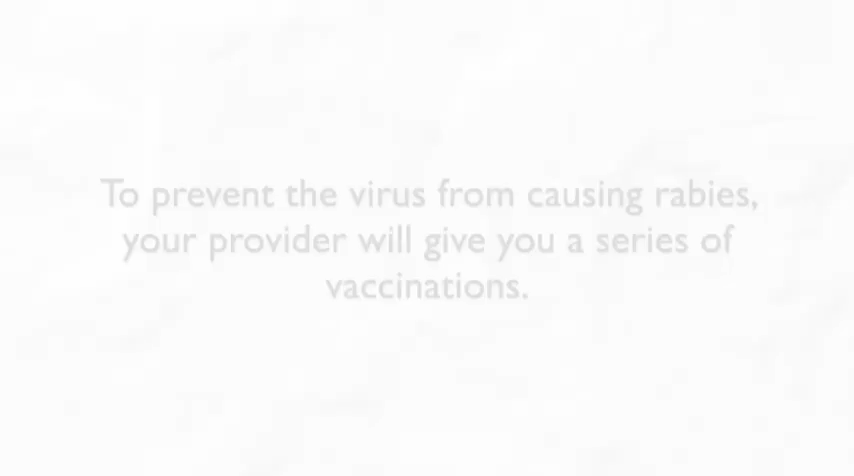 To prevent the virus from causing rabies,
your provider will give you a series of
vaccinations.